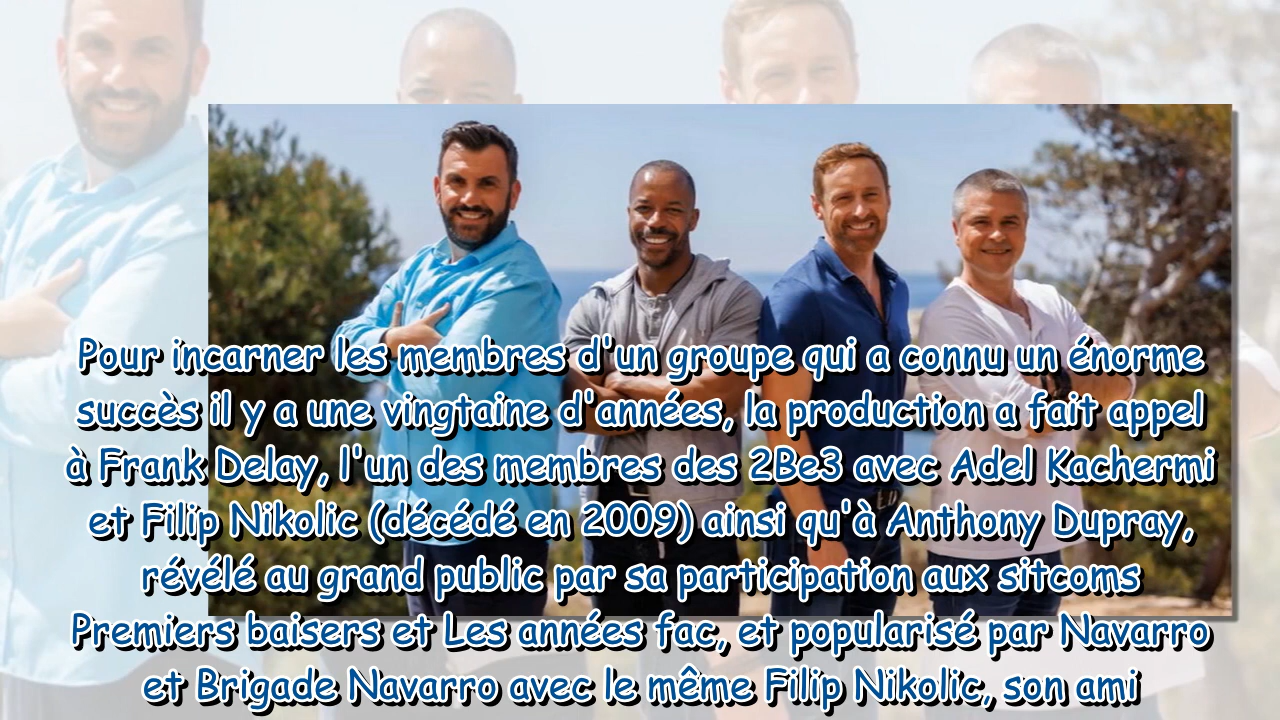 Pour incarner les membres d'un groupe qui a connu un énorme
succès il y a une vingtaine d'années, la production a fait appel
à Frank Delay, l'un des membres des 2Be3 avec Adel Kachermi
et Filip Nikolic (décédé en 2009) ainsi qu'à Anthony Dupray,
révélé au grand public par sa participation aux sitcoms
Premiers baisers et Les années fac, et popularisé par Navarro
et Brigade Navarro avec le même Filip Nikolic, son ami